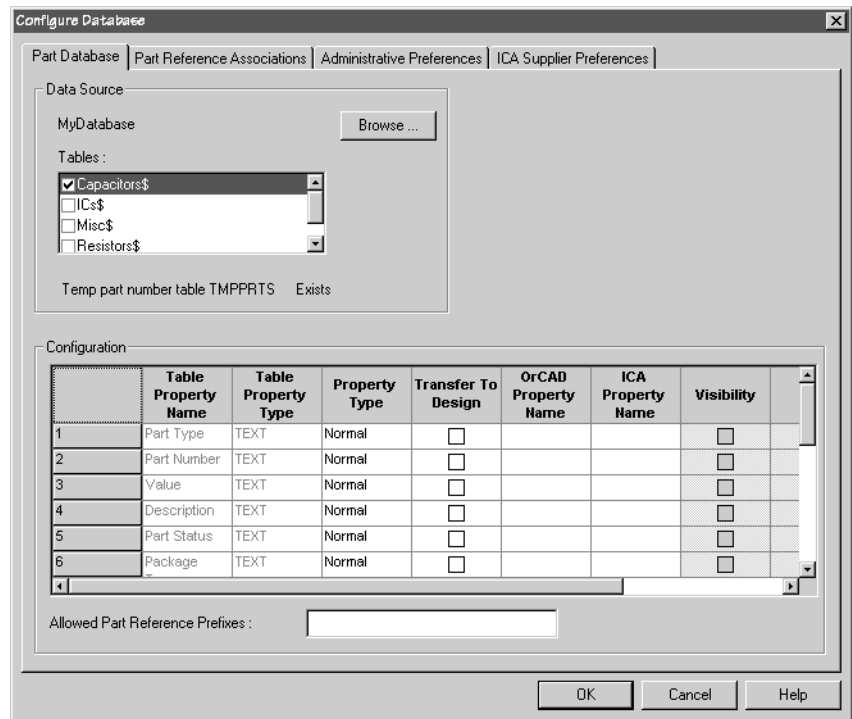 Configure Database
Part Database Part Reference Associations Administrative Preferences ICA Supplier Preferences
Data Source
MyDatabase Browse ...
Tables :
Capacitors$
ICs$
Misc$
Resistors$
Temp part number table TMPPRTS Exists
Configuration
Table Property Name Table Property Type Property Type Transfer To Design OrCAD Property Name ICA Property Name Visibility
1 Part Type TEXT Normal
2 Part Number TEXT Normal
3 Value TEXT Normal
4 Description TEXT Normal
5 Part Status TEXT Normal
6 Package TEXT Normal
Allowed Part Reference Prefixes :
OK Cancel Help